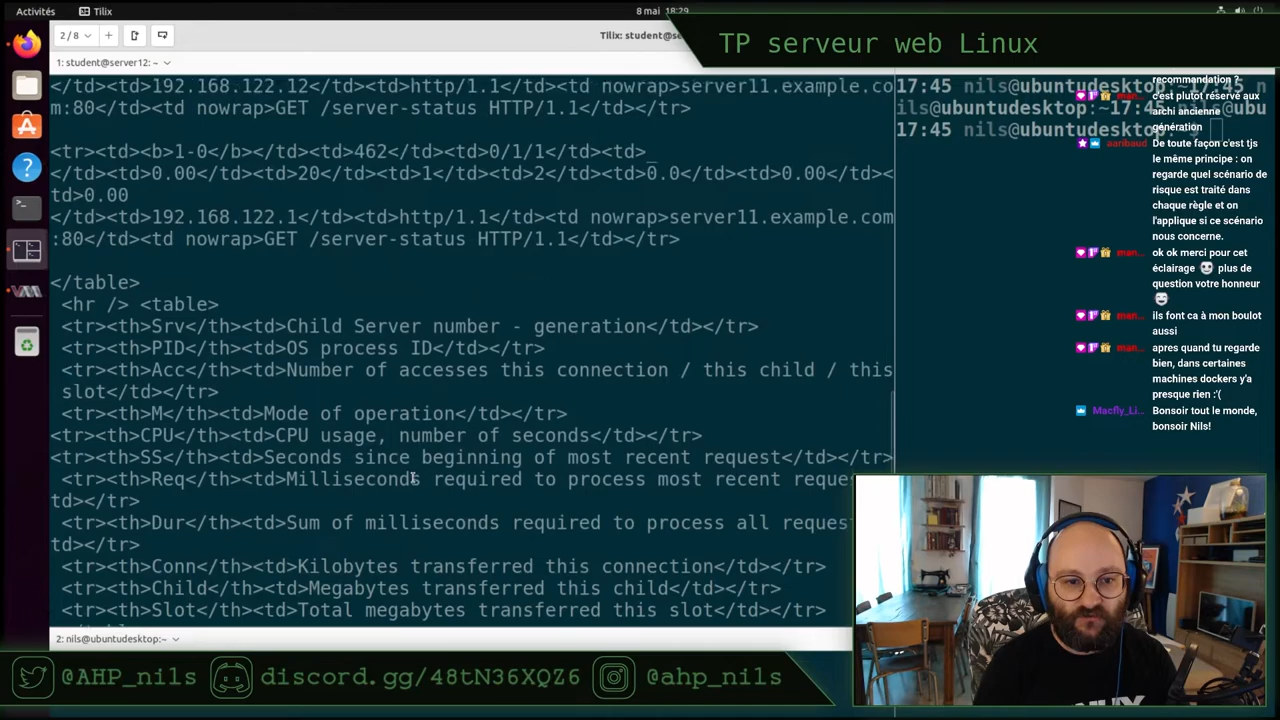 Activités
Tilix
8 mai 18:29
2/8
Tilix: student@se
TP serveur web Linux
1: student@server12: ~
</td><td>192.168.122.12</td><td>http/1.1</td><td nowrap>server11.example.co
m:80</td><td nowrap>GET /server-status HTTP/1.1</td></tr>
<tr><td><b>1-0</b></td><td>462</td><td>0/1/1</td><td>_
</td><td>0.00</td><td>20</td><td>1</td><td>2</td><td>0.0</td><td>0.00</td><
td>0.00
</td><td>192.168.122.1</td><td>http/1.1</td><td nowrap>server11.example.com
:80</td><td nowrap>GET /server-status HTTP/1.1</td></tr>
</table>
<hr /> <table>
<tr><th>Srv</th><td>Child Server number - generation</td></tr>
<tr><th>PID</th><td>OS process ID</td></tr>
<tr><th>Acc</th><td>Number of accesses this connection / this child / this
slot</td></tr>
<tr><th>M</th><td>Mode of operation</td></tr>
<tr><th>CPU</th><td>CPU usage, number of seconds</td></tr>
<tr><th>SS</th><td>Seconds since beginning of most recent request</td></tr>
<tr><th>Req</th><td>Milliseconds required to process most recent reque
td></tr>
<tr><th>Dur</th><td>Sum of milliseconds required to process all request
td></tr>
<tr><th>Conn</th><td>Kilobytes transferred this connection</td></tr>
<tr><th>Child</th><td>Megabytes transferred this child</td></tr>
<tr><th>Slot</th><td>Total megabytes transferred this slot</td></tr>
2: nils@ubuntudesktop:~
17:45 nils@ubuntudesktop:~17:45 n
ils@ubuntudesktop:~17:45 nils@ubu
17:45 nils@ubuntudesktop:~
recommandation ?
man... c'est plutot réservé aux
archi ancienne
génération
aaribaud De toute façon c'est tjs
le même principe : on
regarde quel scénario de
risque est traité dans
chaque règle et on
l'applique si ce scénario
nous concerne.
man... ok ok merci pour cet
éclairage plus de
question votre honneur
man... ils font ca à mon boulot
aussi
man... apres quand tu regarde
bien, dans certaines
machines dockers y'a
presque rien :'(
Macfly_Li... Bonsoir tout le monde,
bonsoir Nils!
@AHP_nils
discord.gg/48tN36XQZ6
@ahp_nils